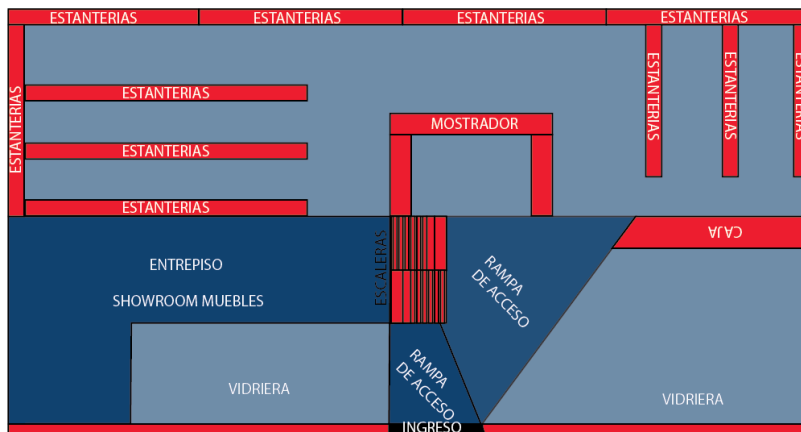 ESTANTERIAS
ESTANTERIAS
ESTANTERIAS
ESTANTERIAS
ESTANTERIAS
ESTANTERIAS
ESTANTERIAS
ESTANTERIAS
ESTANTERIAS
ESTANTERIAS
ESTANTERIAS
MOSTRADOR
ESCALERAS
ENTREPISO
SHOWROOM MUEBLES
RAMPA
DE ACCESO
CAJA
VIDRIERA
RAMPA
DE ACCESO
VIDRIERA
INGRESO